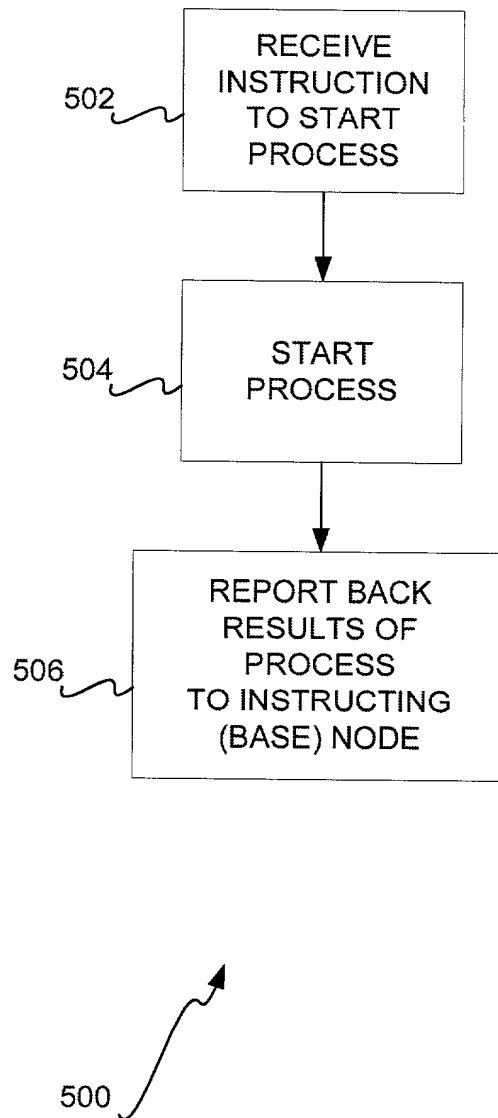 RECEIVE
INSTRUCTION
TO START
PROCESS
502
START
PROCESS
504
REPORT BACK
RESULTS OF
PROCESS
TO INSTRUCTING
(BASE) NODE
506
500